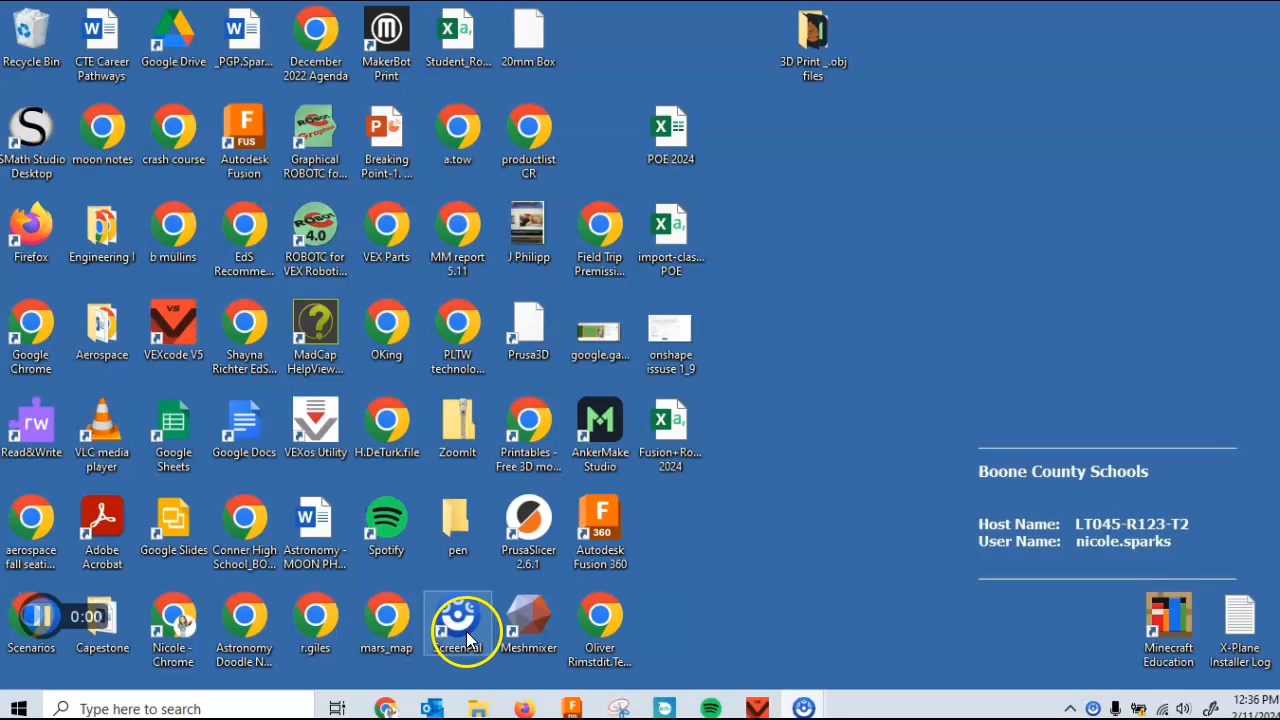 Recycle Bin
CTE Career
Pathways
Google Drive
_PGP.Spar...
December
2022 Agenda
MakerBot
Print
Student_Ro...
20mm Box
3D Print _.obj
files
SMath Studio
Desktop
moon notes
crash course
FUS
Autodesk
Fusion
Graphical
ROBOTC fo...
Breaking
Point-1. ...
a.tow
productlist
CR
POE 2024
Firefox
Engineering I
b mullins
EdS
Recomme...
4.0
ROBOTC for
VEX Roboti...
VEX Parts
MM report
5.11
J Philipp
Field Trip
Premissi...
import-clas...
POE
Google
Chrome
Aerospace
VEXcode V5
Shayna
Richter EdS...
MadCap
HelpView...
OKing
PLTW
technolo...
Prusa3D
google.ga...
onshape
issuse 1_9
rw
Read&Write
VLC media
player
Google
Sheets
Google Docs
VEXos Utility
H.DeTurk.file
ZoomIt
Printables -
Free 3D mo...
AnkerMake
Studio
Fusion+Ro...
2024
Boone County Schools
Host Name: LT045-R123-T2
User Name: nicole.sparks
aerospace
fall seati...
Adobe
Acrobat
Google Slides
Conner High
School_BO...
Astronomy -
MOON PH...
Spotify
pen
PrusaSlicer
2.6.1
360
Autodesk
Fusion 360
0:00
Scenarios
Capestone
Nicole -
Chrome
Astronomy
Doodle N...
r.giles
mars_map
Meshmixer
Oliver
Rimstdit.Te...
Minecraft
Education
X-Plane
Installer Log
Type here to search
12:36 PM